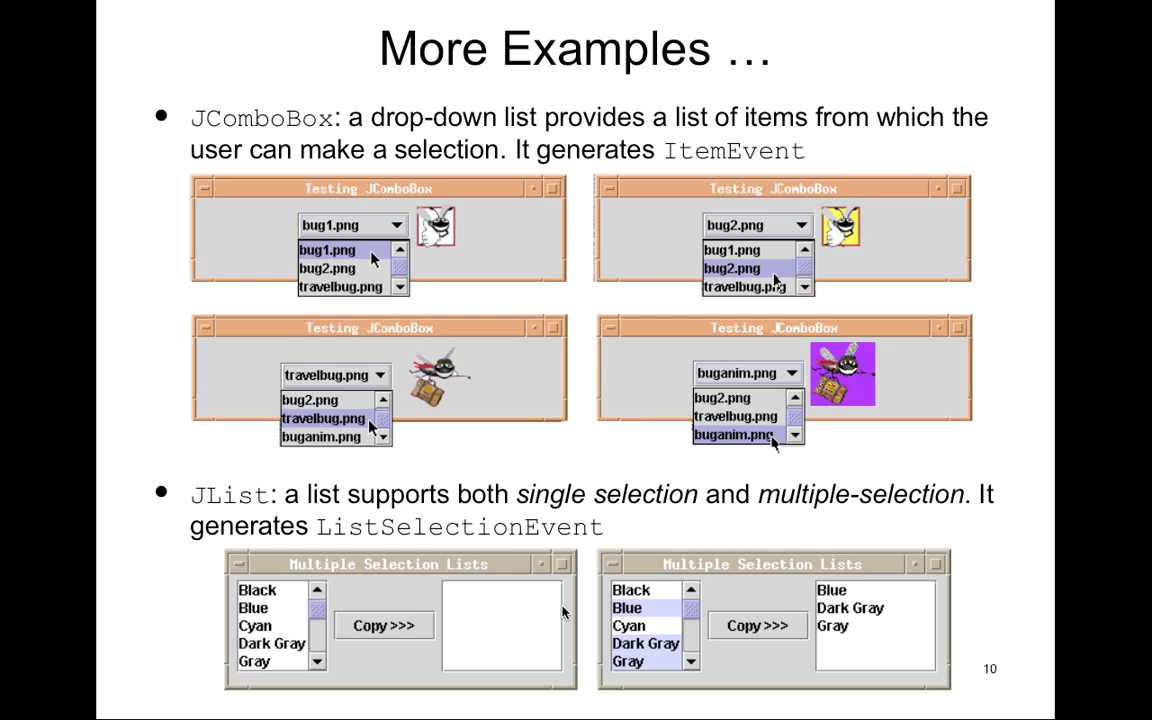 More Examples …
• JComboBox: a drop-down list provides a list of items from which the
user can make a selection. It generates ItemEvent
Testing JComboBox
bug1.png
bug1.png
bug2.png
travelbug.png
Testing JComboBox
bug2.png
bug1.png
bug2.png
travelbug.png
Testing JComboBox
travelbug.png
bug2.png
travelbug.png
buganim.png
Testing JComboBox
buganim.png
bug2.png
travelbug.png
buganim.png
• JList: a list supports both single selection and multiple-selection. It
generates ListSelectionEvent
Multiple Selection Lists
Black
Blue
Cyan
Dark Gray
Gray
Copy >>>
Multiple Selection Lists
Black
Blue
Cyan
Dark Gray
Gray
Copy >>>
Blue
Dark Gray
Gray
10